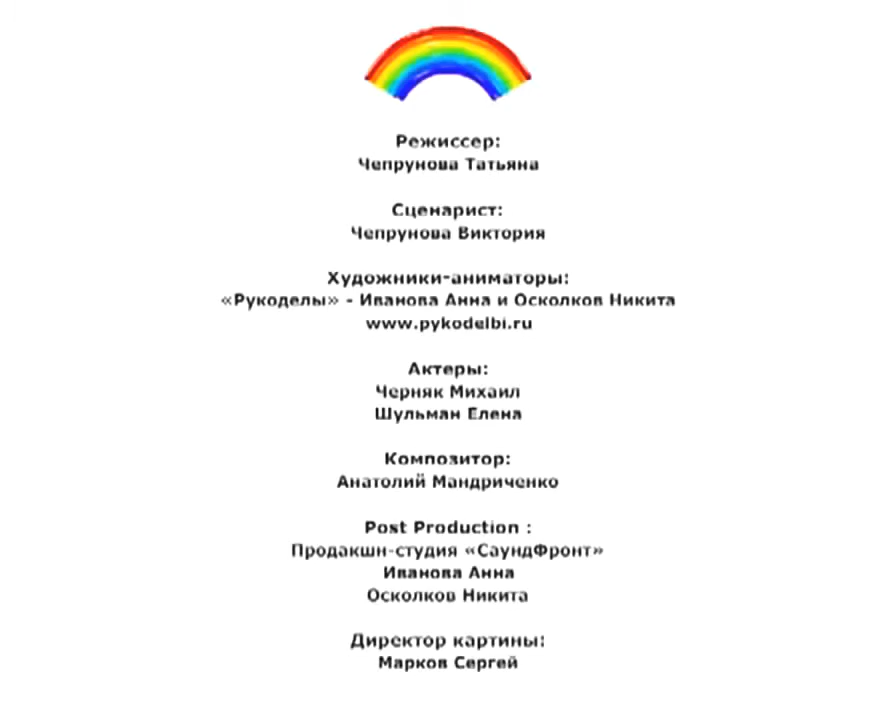 Режиссер:
Чепрунова Татьяна
Сценарист:
Чепрунова Виктория
Художники-аниматоры:
«Рукоделы» - Иванова Анна и Осколков Никита
www.pykodelbi.ru
Актеры:
Черняк Михаил
Шульман Елена
Композитор:
Анатолий Мандриченко
Post Production :
Продакшн-студия «СаундФронт»
Иванова Анна
Осколков Никита
Директор картины:
Марков Сергей